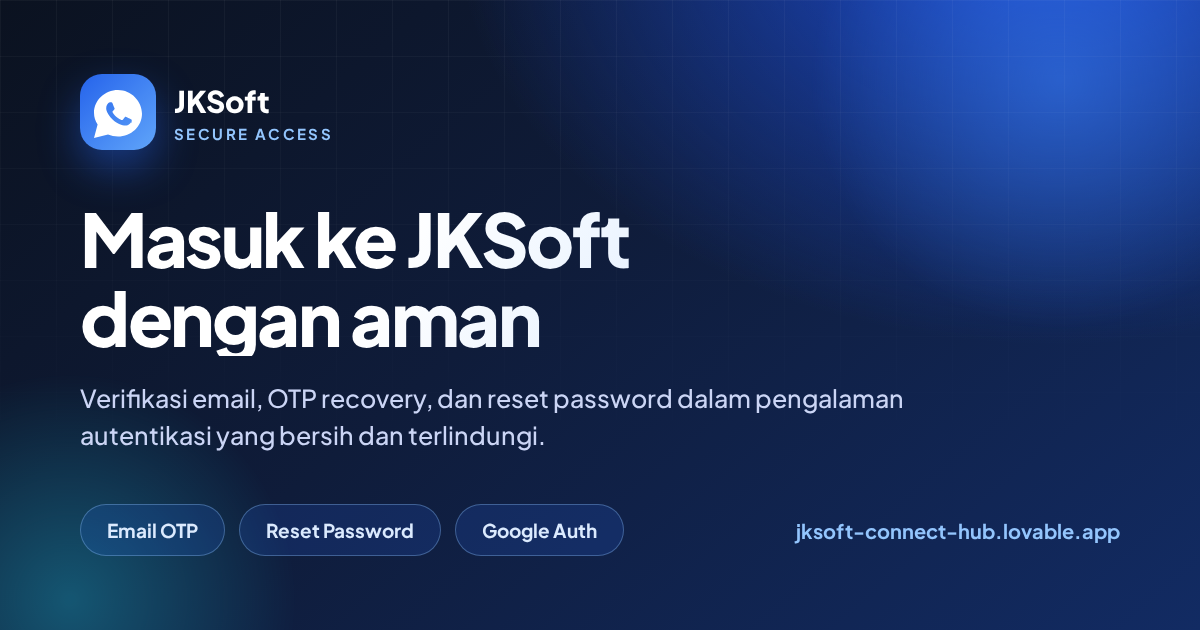 JKSoft
SECURE ACCESS
Masuk ke JKSoft
dengan aman
Verifikasi email, OTP recovery, dan reset password dalam pengalaman
autentikasi yang bersih dan terlindungi.
Email OTP
Reset Password
Google Auth
jksoft-connect-hub.lovable.app